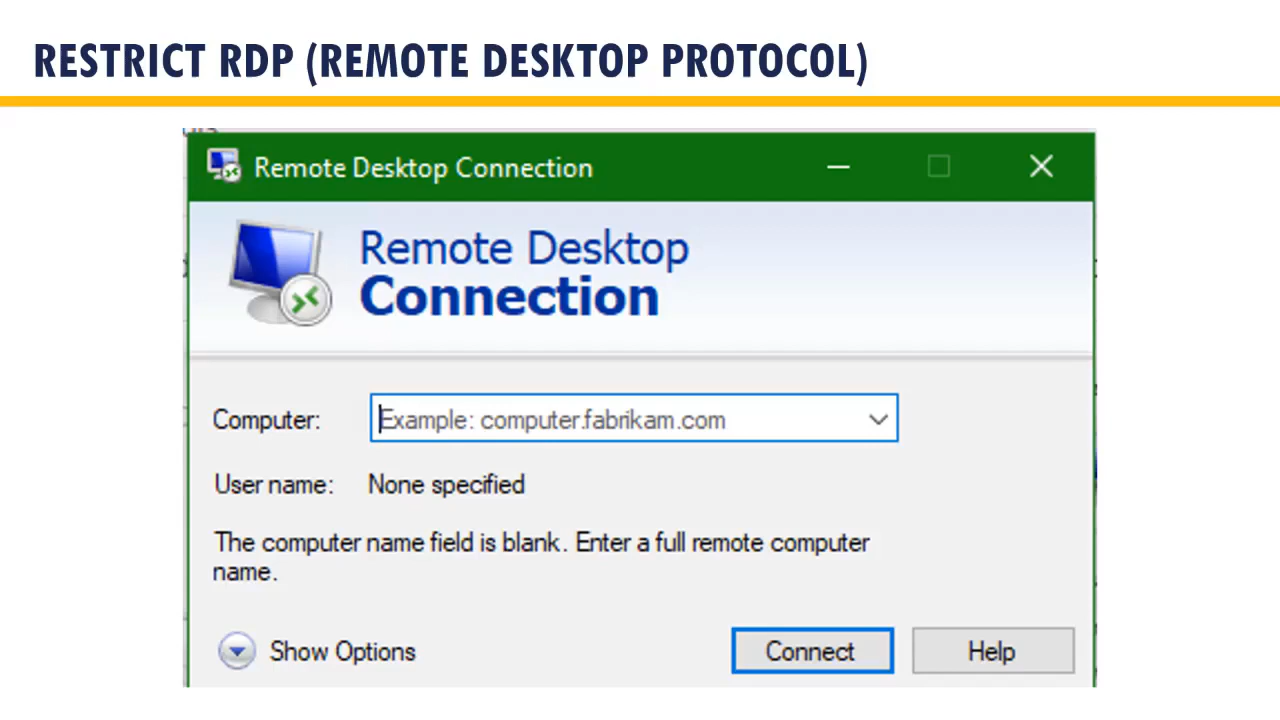 RESTRICT RDP (REMOTE DESKTOP PROTOCOL)
Remote Desktop Connection
Remote Desktop
Connection
Computer: Example: computer.fabrikam.com
User name: None specified
The computer name field is blank. Enter a full remote computer
name.
Show Options Connect Help